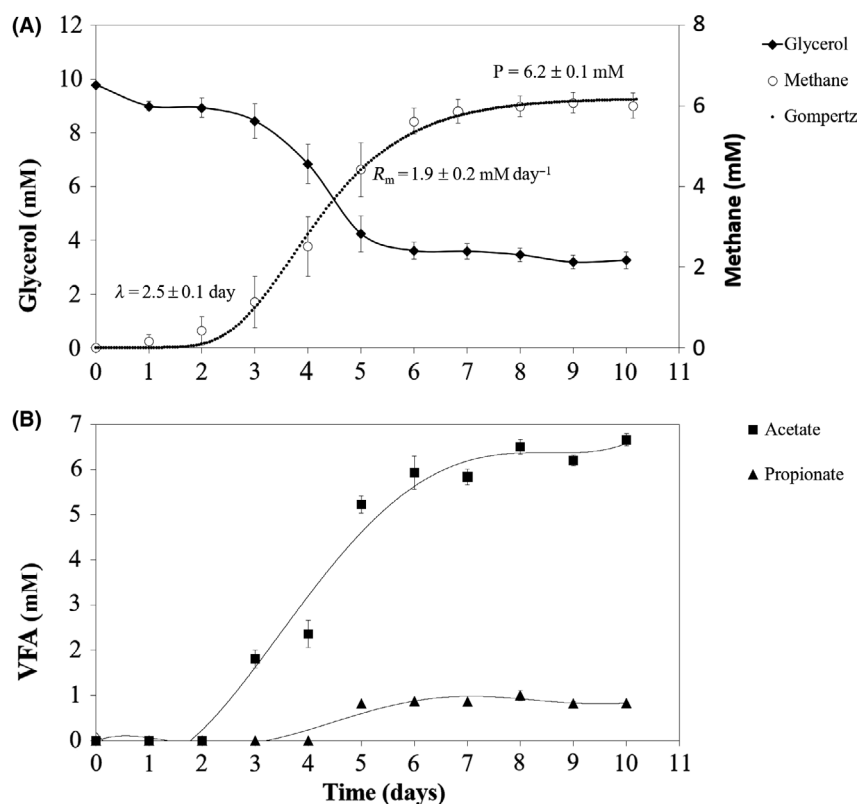 (A)
12
10
8
6
4
2
0
Glycerol (mM)
0 1 2 3 4 5 6 7 8 9 10 11
8
6
4
2
0
Methane (mM)
P = 6.2 ± 0.1 mM
Rm = 1.9 ± 0.2 mM day⁻¹
λ = 2.5 ± 0.1 day
Glycerol
Methane
Gompertz
(B)
7
6
5
4
3
2
1
0
VFA (mM)
0 1 2 3 4 5 6 7 8 9 10 11
Time (days)
Acetate
Propionate